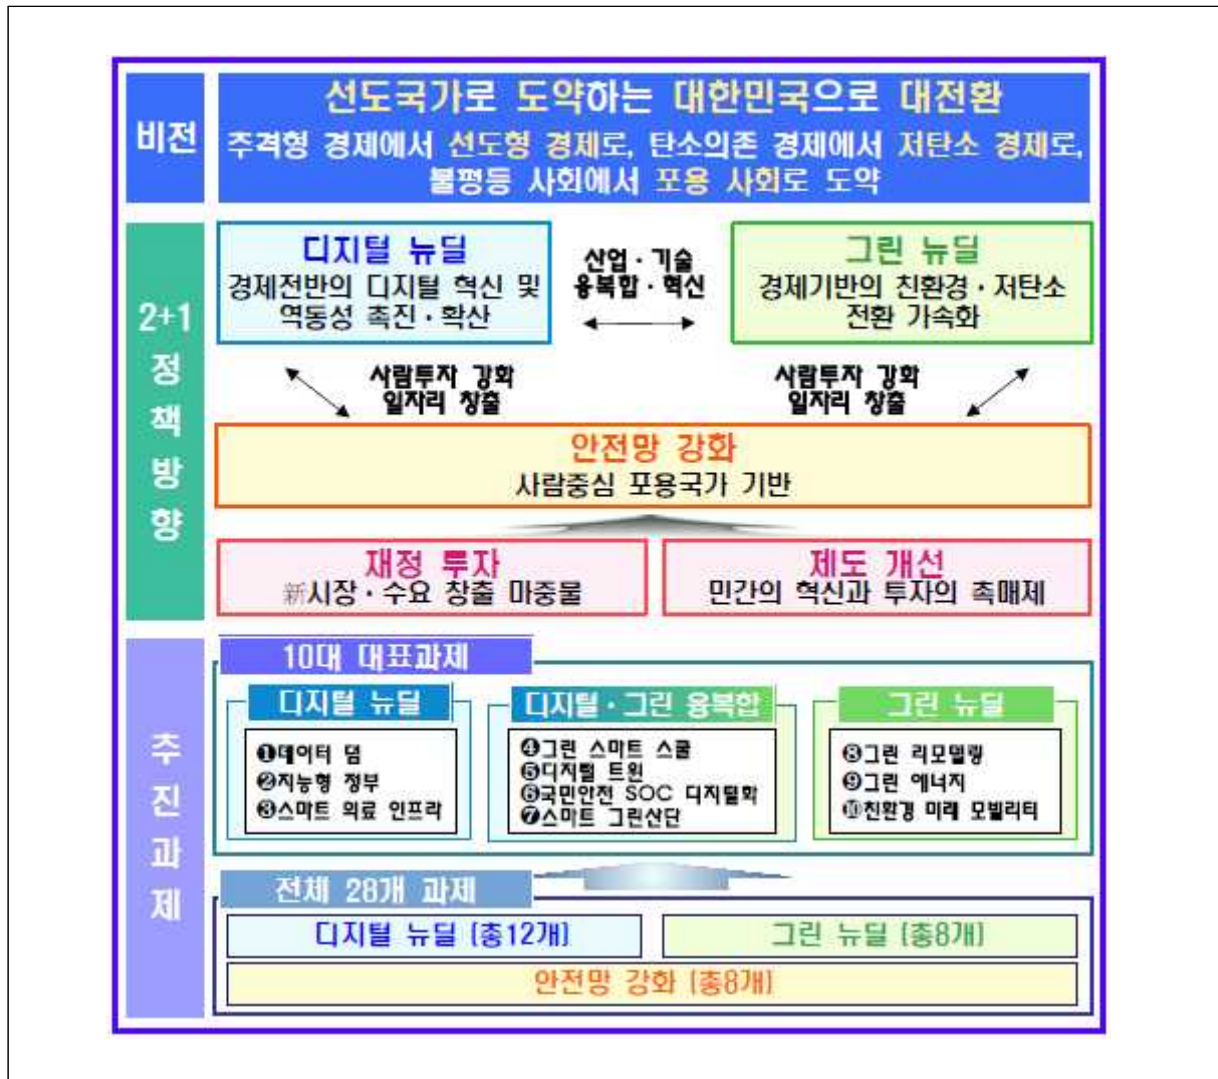 비전
선도국가로 도약하는 대한민국으로 대전환
추격형 경제에서 선도형 경제로, 탄소의존 경제에서 저탄소 경제로,
불평등 사회에서 포용 사회로 도약
2+1
정
책
방
향
디지털 뉴딜
경제전반의 디지털 혁신 및
역동성 촉진·확산
산업·기술
융복합·혁신
그린 뉴딜
경제기반의 친환경·저탄소
전환 가속화
사람투자 강화
일자리 창출
사람투자 강화
일자리 창출
안전망 강화
사람중심 포용국가 기반
재정 투자
新시장·수요 창출 마중물
제도 개선
민간의 혁신과 투자의 촉매제
추
진
과
제
10대 대표과제
디지털 뉴딜
❶데이터 댐
❷지능형 정부
❸스마트 의료 인프라
디지털·그린 융복합
❹그린 스마트 스쿨
❺디지털 트윈
❻국민안전 SOC 디지털화
❼스마트 그린산단
그린 뉴딜
❽그린 리모델링
❾그린 에너지
❿친환경 미래 모빌리티
전체 28개 과제
디지털 뉴딜 (총12개)
그린 뉴딜 (총8개)
안전망 강화 (총8개)